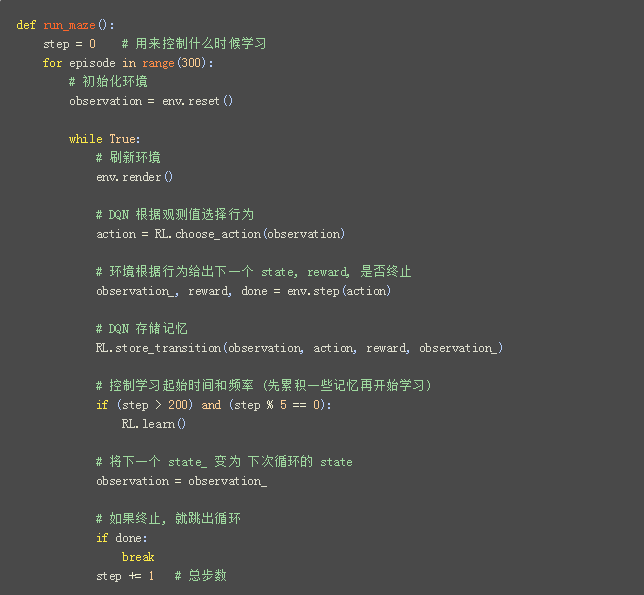 def run_maze():
    step = 0    # 用来控制什么时候学习
    for episode in range(300):
        # 初始化环境
        observation = env.reset()

        while True:
            # 刷新环境
            env.render()

            # DQN 根据观测值选择行为
            action = RL.choose_action(observation)

            # 环境根据行为给出下一个 state, reward, 是否终止
            observation_, reward, done = env.step(action)

            # DQN 存储记忆
            RL.store_transition(observation, action, reward, observation_)

            # 控制学习起始时间和频率 (先累积一些记忆再开始学习)
            if (step > 200) and (step % 5 == 0):
                RL.learn()

            # 将下一个 state_ 变为 下次循环的 state
            observation = observation_

            # 如果终止, 就跳出循环
            if done:
                break
            step += 1   # 总步数